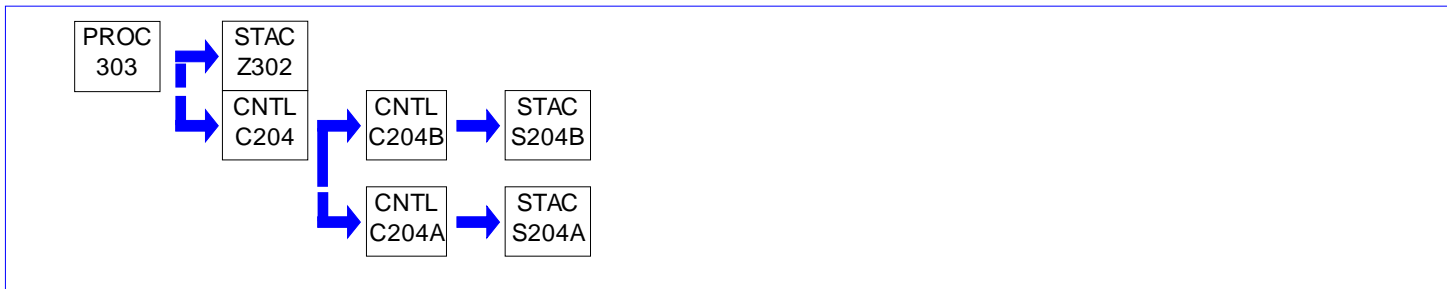 PROC
303
STAC
Z302
CNTL
C204
CNTL
C204B
STAC
S204B
CNTL
C204A
STAC
S204A